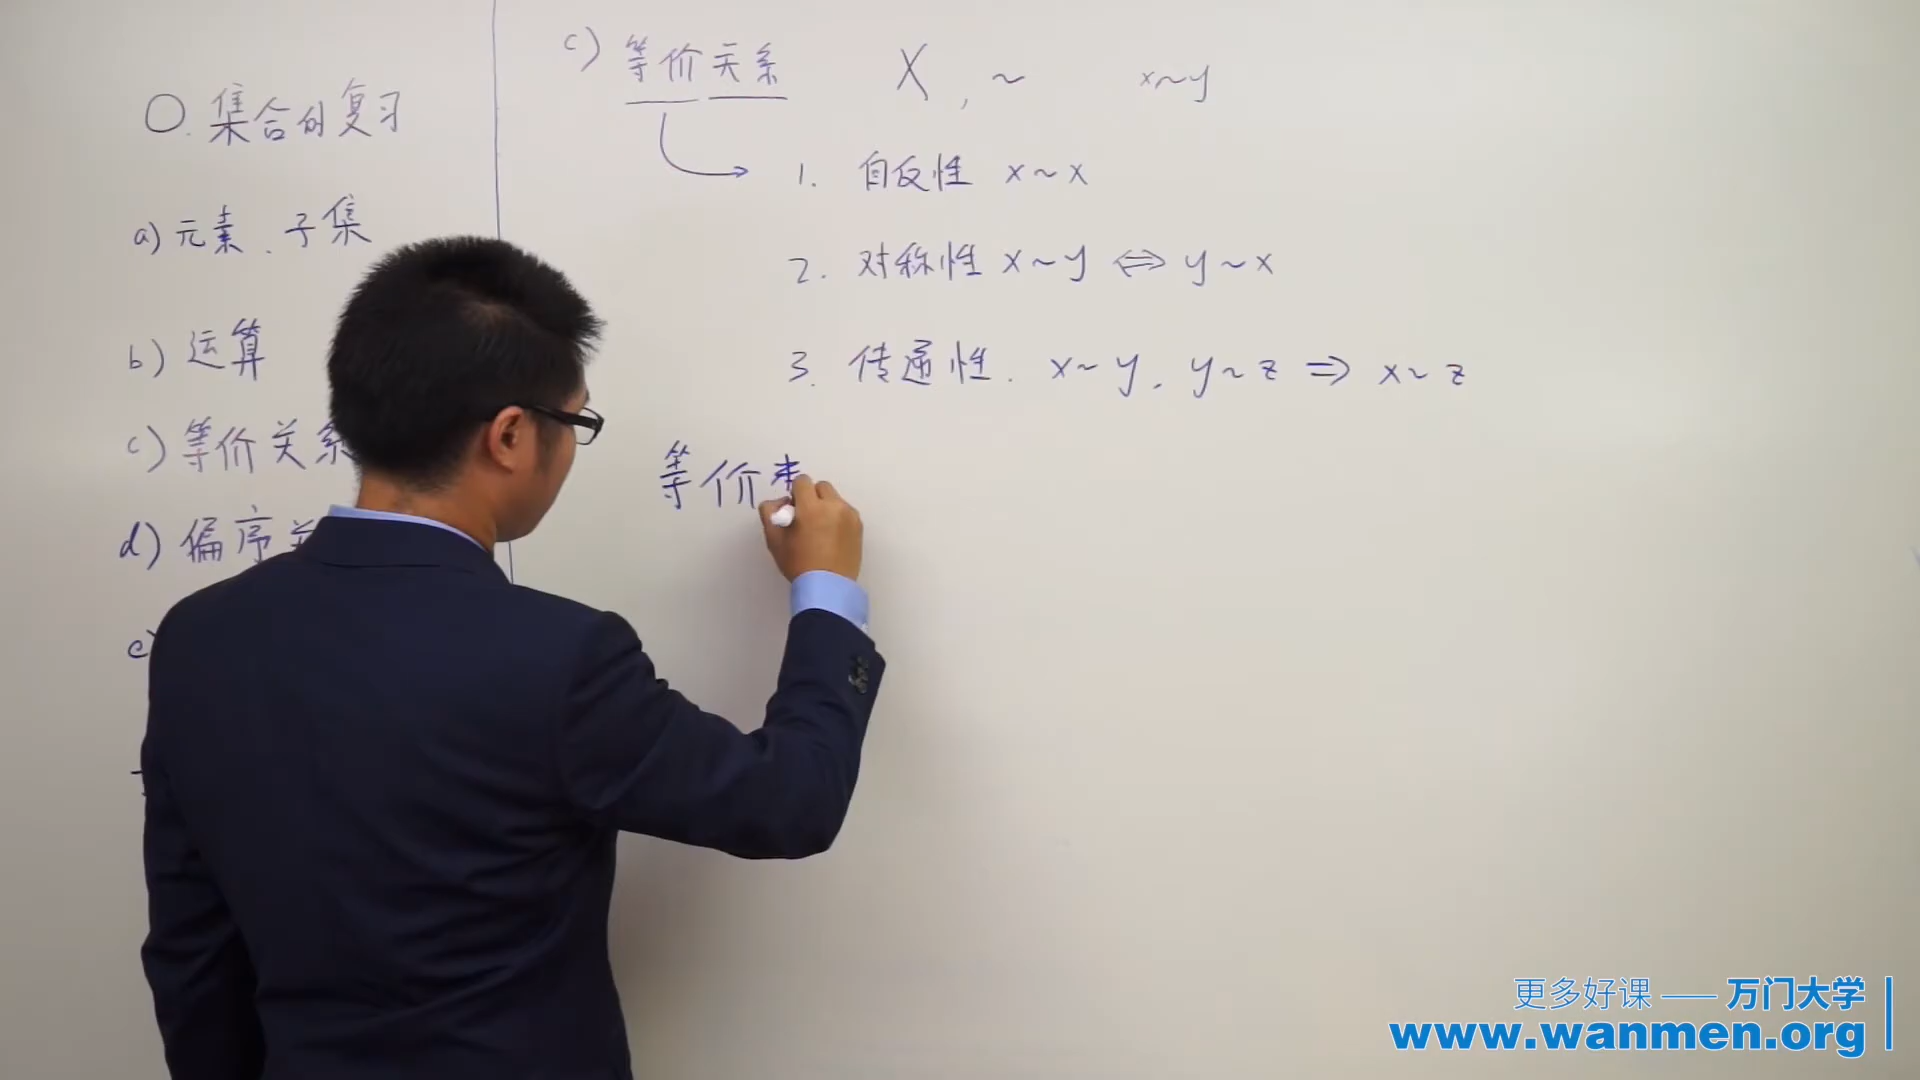 0. 集合的复习
a) 元素、子集
b) 运算
c) 等价关系
d) 偏序关
e)
c) 等价关系 X, ~ x~y
1. 自反性 x~x
2. 对称性 x~y ⇔ y~x
3. 传递性. x~y, y~z ⇒ x~z
等价
更多好课 —— 万门大学
www.wanmen.org